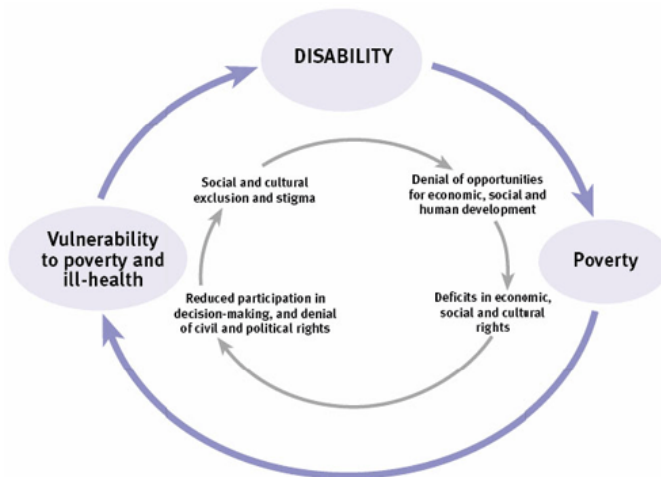 DISABILITY
Social and cultural
exclusion and stigma
Denial of opportunities
for economic, social and
human development
Vulnerability
to poverty and
ill-health
Poverty
Reduced participation in
decision-making, and denial
of civil and political rights
Deficits in economic,
social and cultural
rights